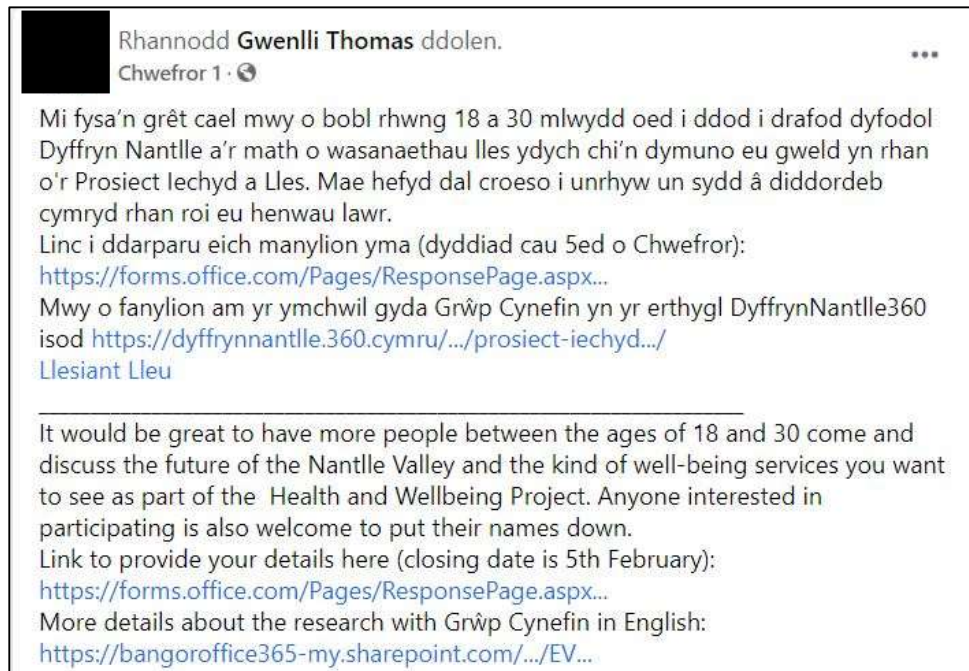 Rhannodd Gwenlli Thomas ddolen.
Chwefror 1 ·
Mi fysa'n grêt cael mwy o bobl rhwng 18 a 30 mlwydd oed i ddod i drafod dyfodol
Dyffryn Nantlle a'r math o wasanaethau lles ydych chi'n dymuno eu gweld yn rhan
o'r Prosiect Iechyd a Lles. Mae hefyd dal croeso i unrhyw un sydd â diddordeb
cymryd rhan roi eu henwau lawr.
Linc i ddarparu eich manylion yma (dyddiad cau 5ed o Chwefror):
https://forms.office.com/Pages/ResponsePage.aspx...
Mwy o fanylion am yr ymchwil gyda Grŵp Cynefin yn yr erthygl DyffrynNantlle360
isod https://dyffrynnantlle.360.cymru/.../prosiect-iechyd.../
Llesiant Lleu
It would be great to have more people between the ages of 18 and 30 come and
discuss the future of the Nantlle Valley and the kind of well-being services you want
to see as part of the Health and Wellbeing Project. Anyone interested in
participating is also welcome to put their names down.
Link to provide your details here (closing date is 5th February):
https://forms.office.com/Pages/ResponsePage.aspx...
More details about the research with Grŵp Cynefin in English:
https://bangoroffice365-my.sharepoint.com/.../EV...